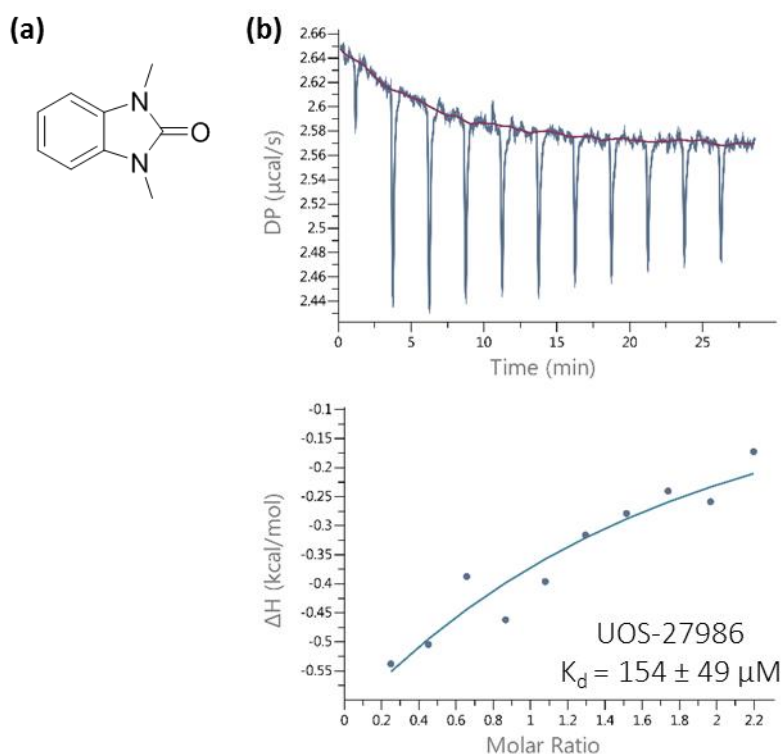 (a)
(b)
N
O
N
2.66
2.64
2.62
2.6
2.58
2.56
2.54
2.52
2.5
2.48
2.46
2.44
DP (μcal/s)
0 5 10 15 20 25
Time (min)
-0.1
-0.15
-0.2
-0.25
-0.3
-0.35
-0.4
-0.45
-0.5
-0.55
ΔH (kcal/mol)
UOS-27986
Kd = 154 ± 49 μM
0 0.2 0.4 0.6 0.8 1 1.2 1.4 1.6 1.8 2 2.2
Molar Ratio